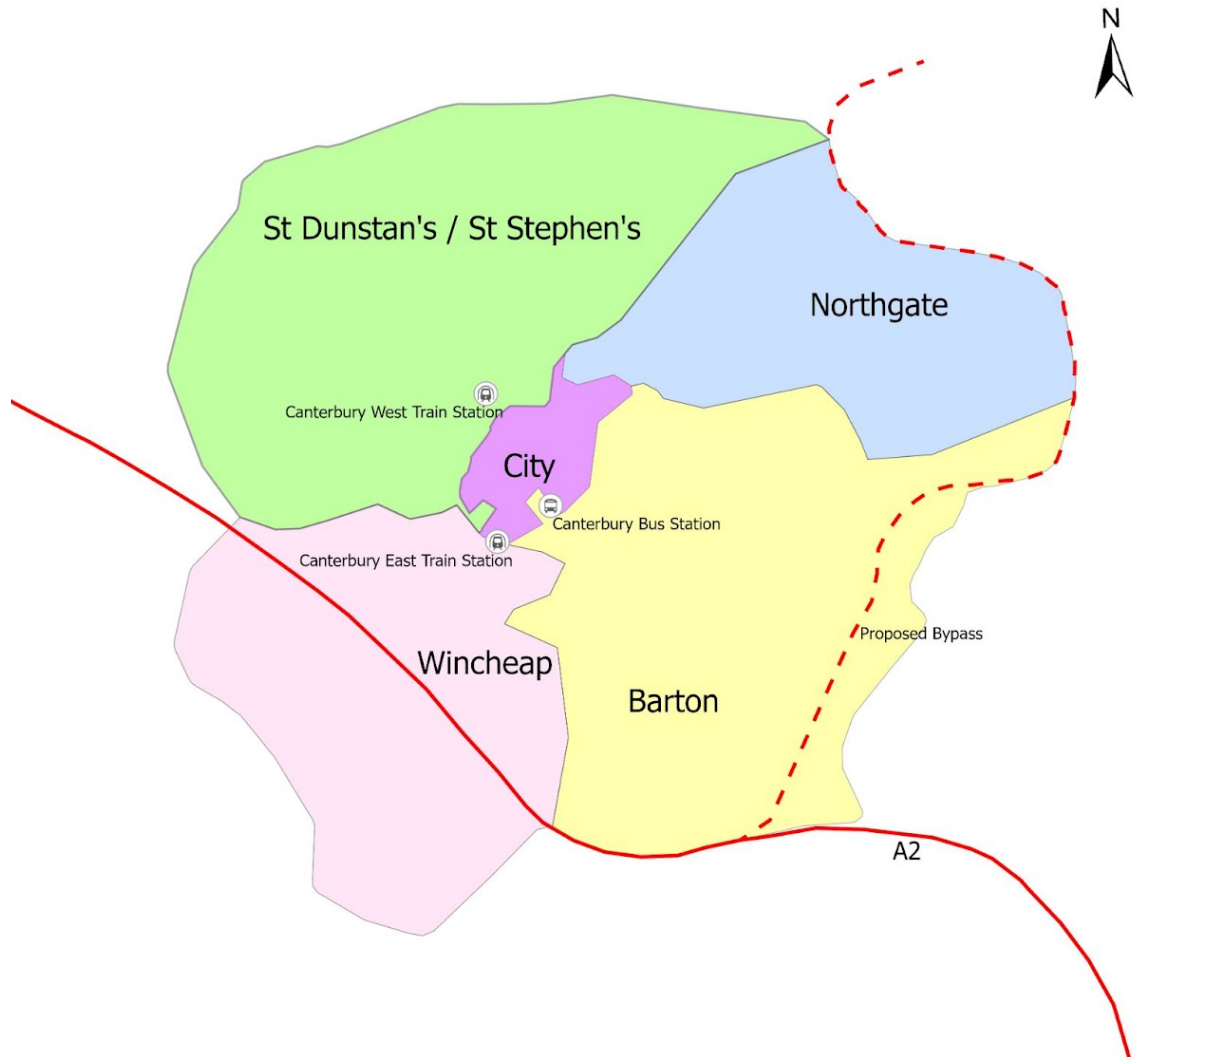 N
St Dunstan's / St Stephen's
Northgate
Canterbury West Train Station
City
Canterbury Bus Station
Canterbury East Train Station
Proposed Bypass
Wincheap
Barton
A2